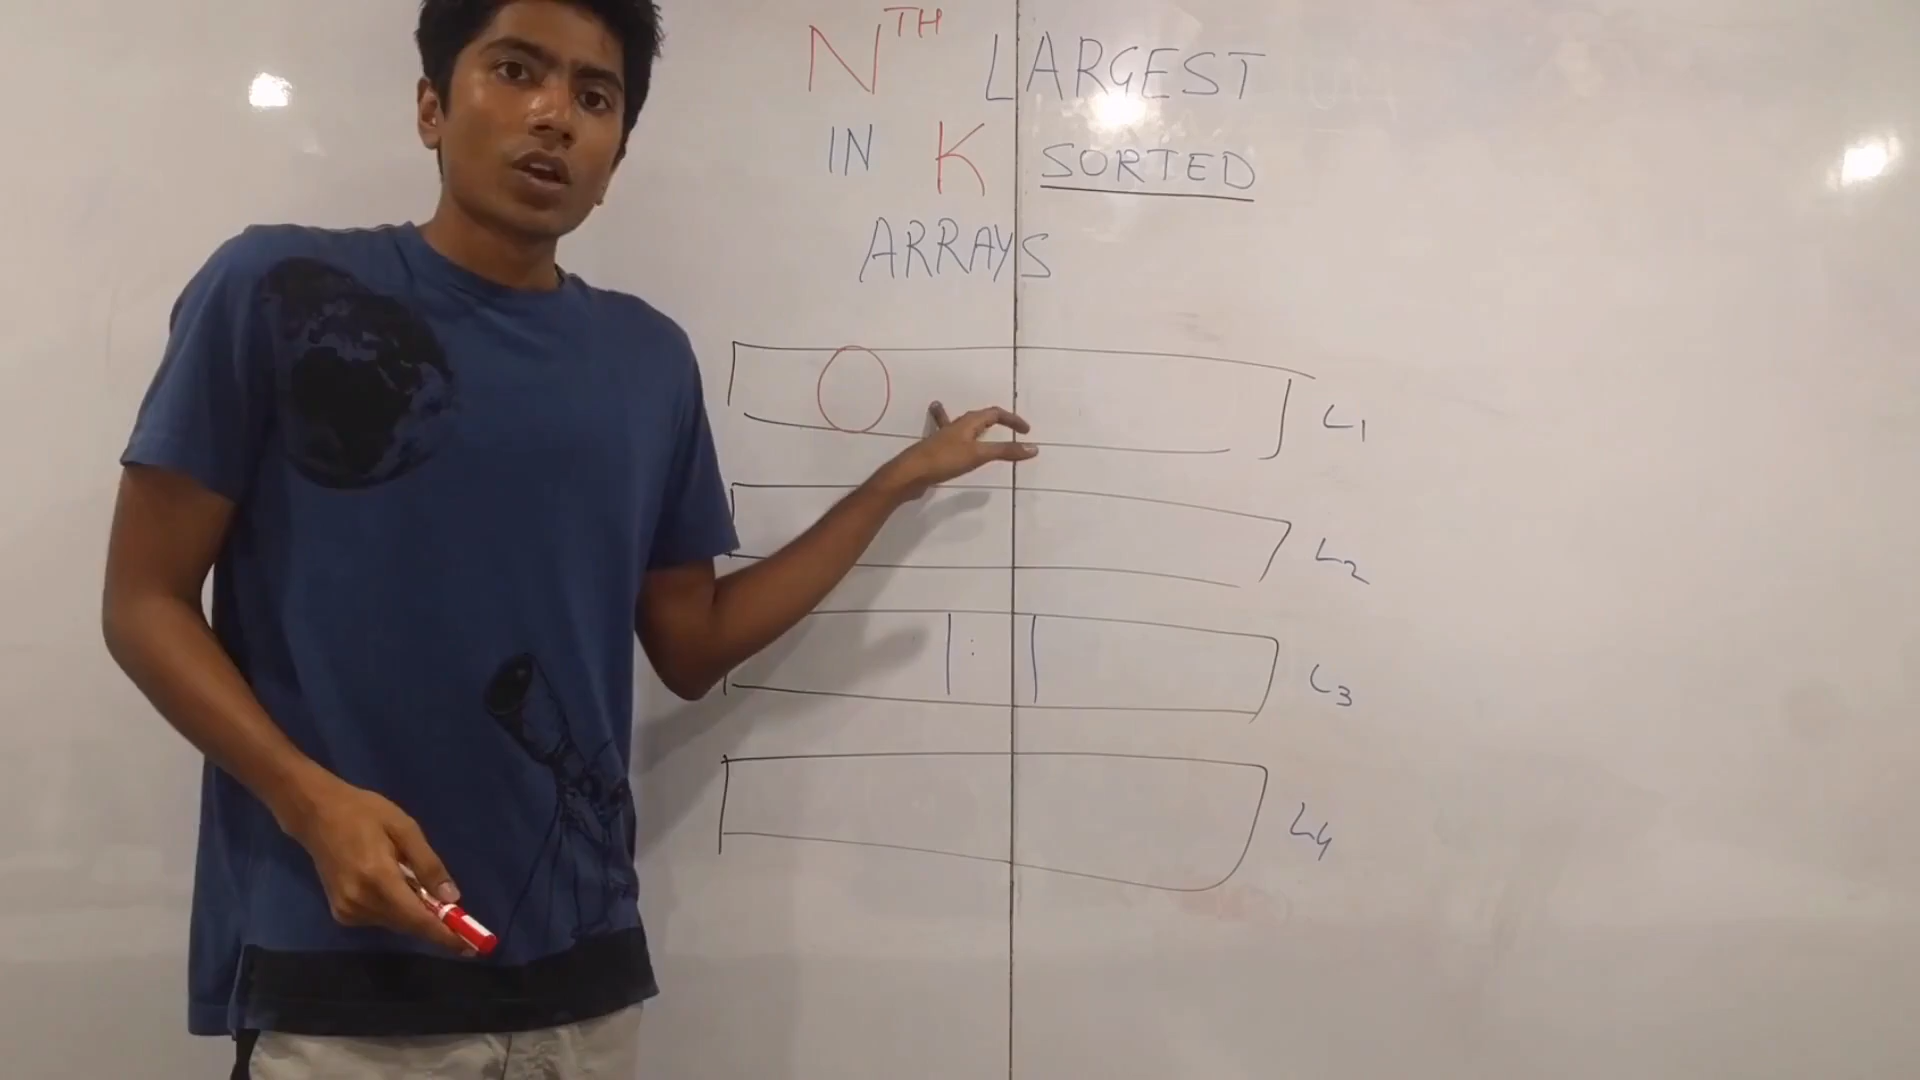 NTH LARGEST
IN K SORTED
ARRAYS
L1
L2
L3
L4